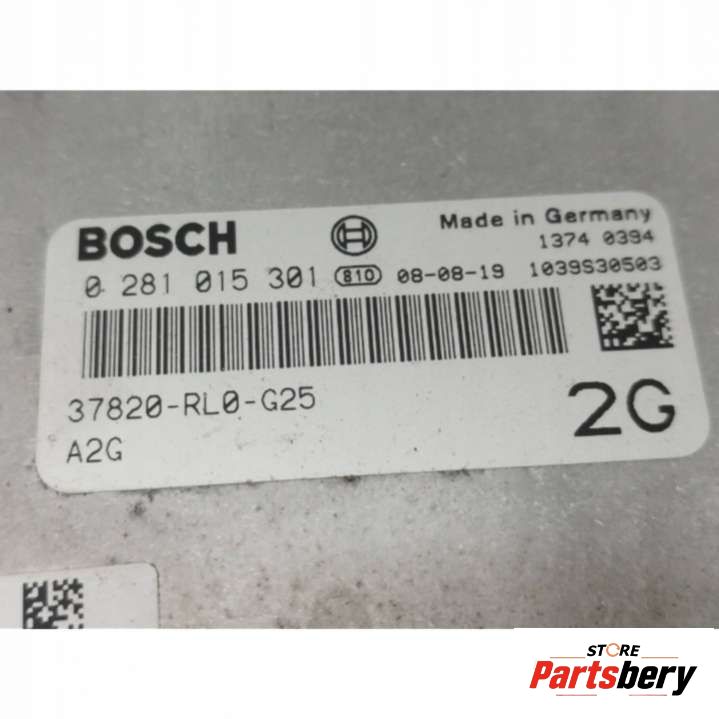 BOSCH
Made in Germany
1374 0394
0 281 015 301 810 08-08-19 1039S30503
37820-RL0-G25
2G
A2G
STORE
Partsbery